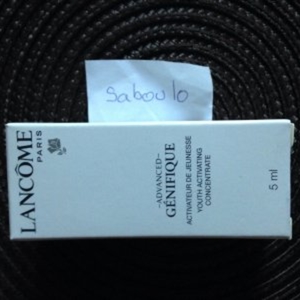 saboulo
LANCÔME
PARIS
-ADVANCED-
GÉNIFIQUE
ACTIVATEUR DE JEUNESSE
YOUTH ACTIVATING
CONCENTRATE
5 ml